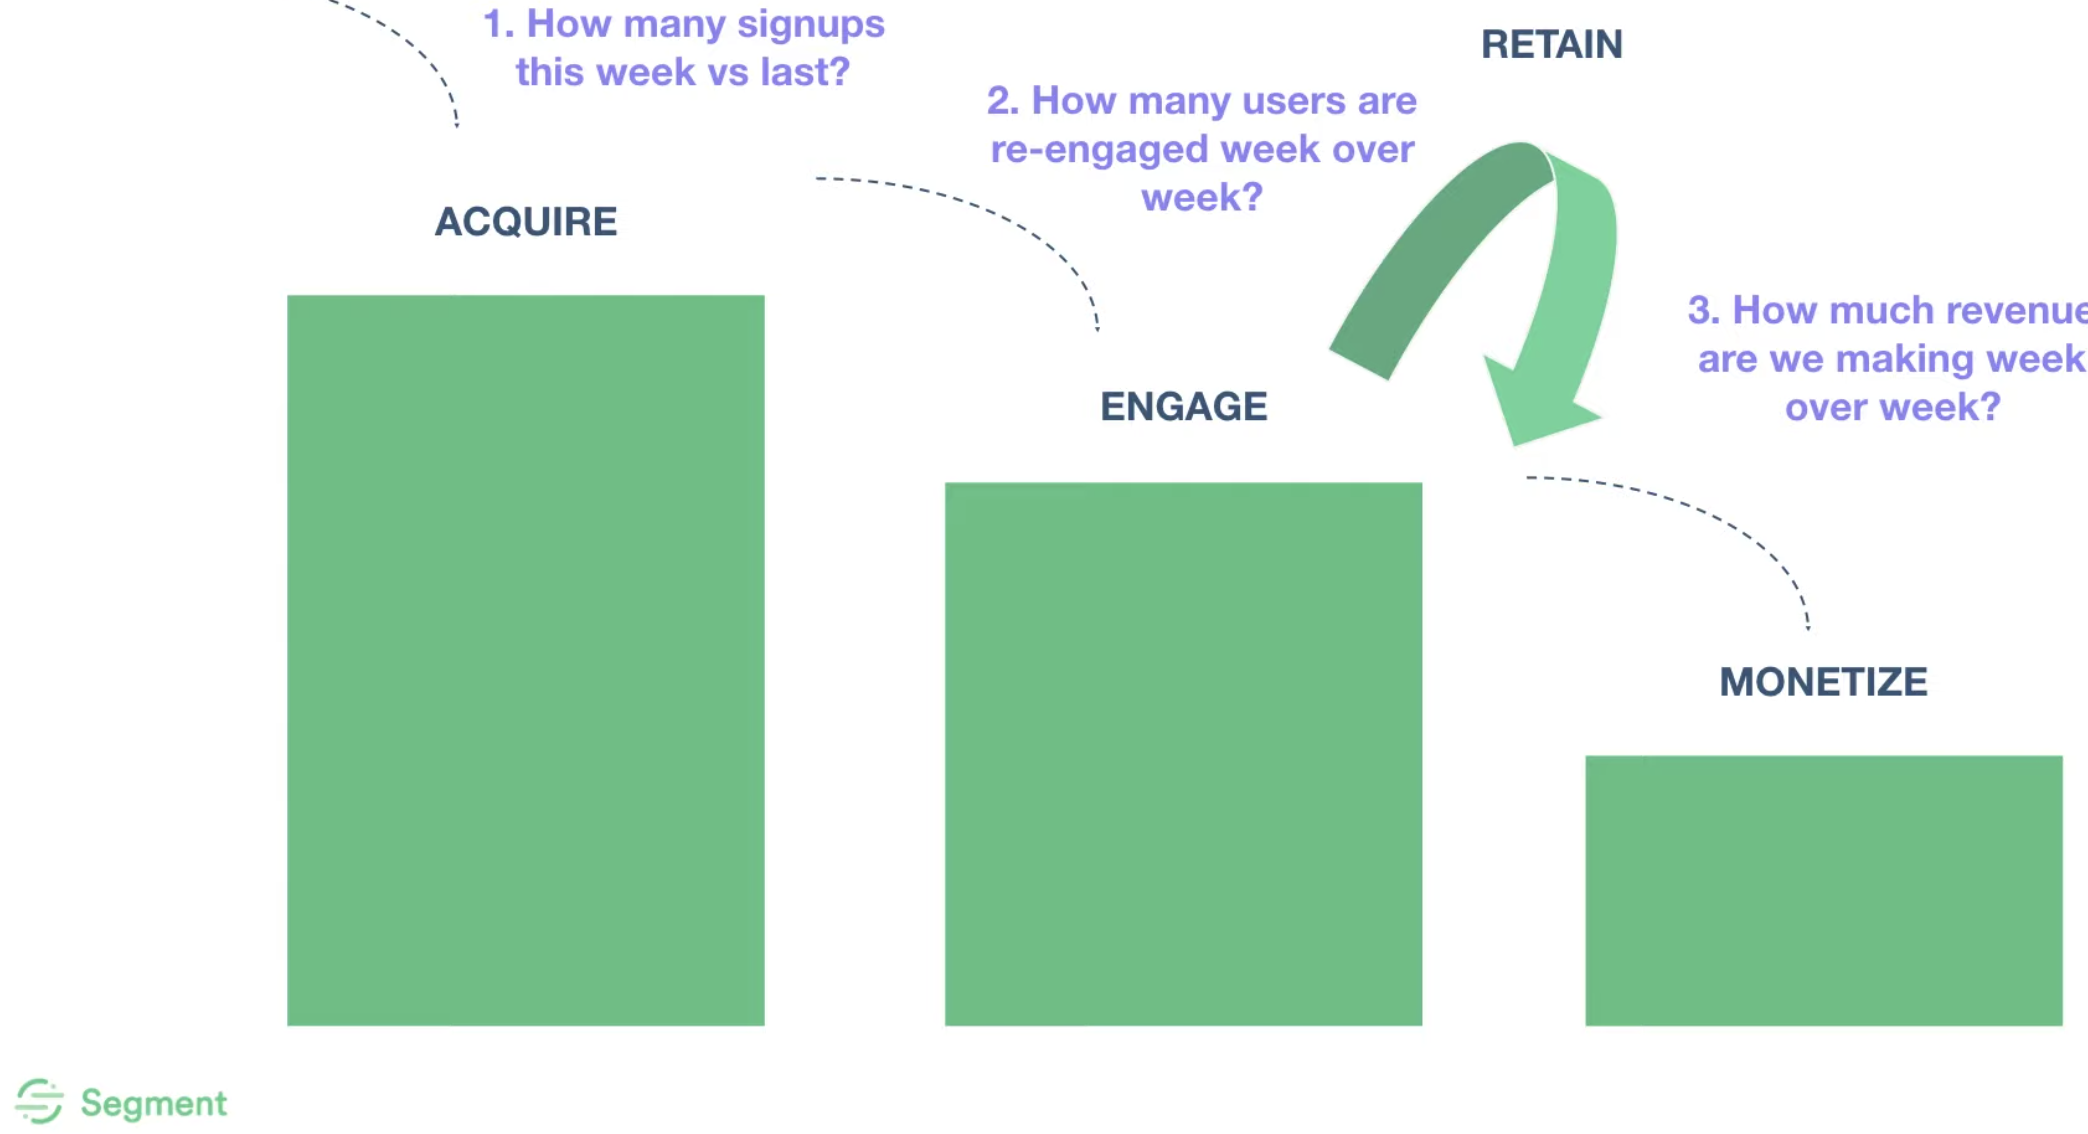 1. How many signups
this week vs last?
RETAIN
2. How many users are
re-engaged week over
week?
ACQUIRE
3. How much revenue
are we making week
over week?
ENGAGE
MONETIZE
Segment